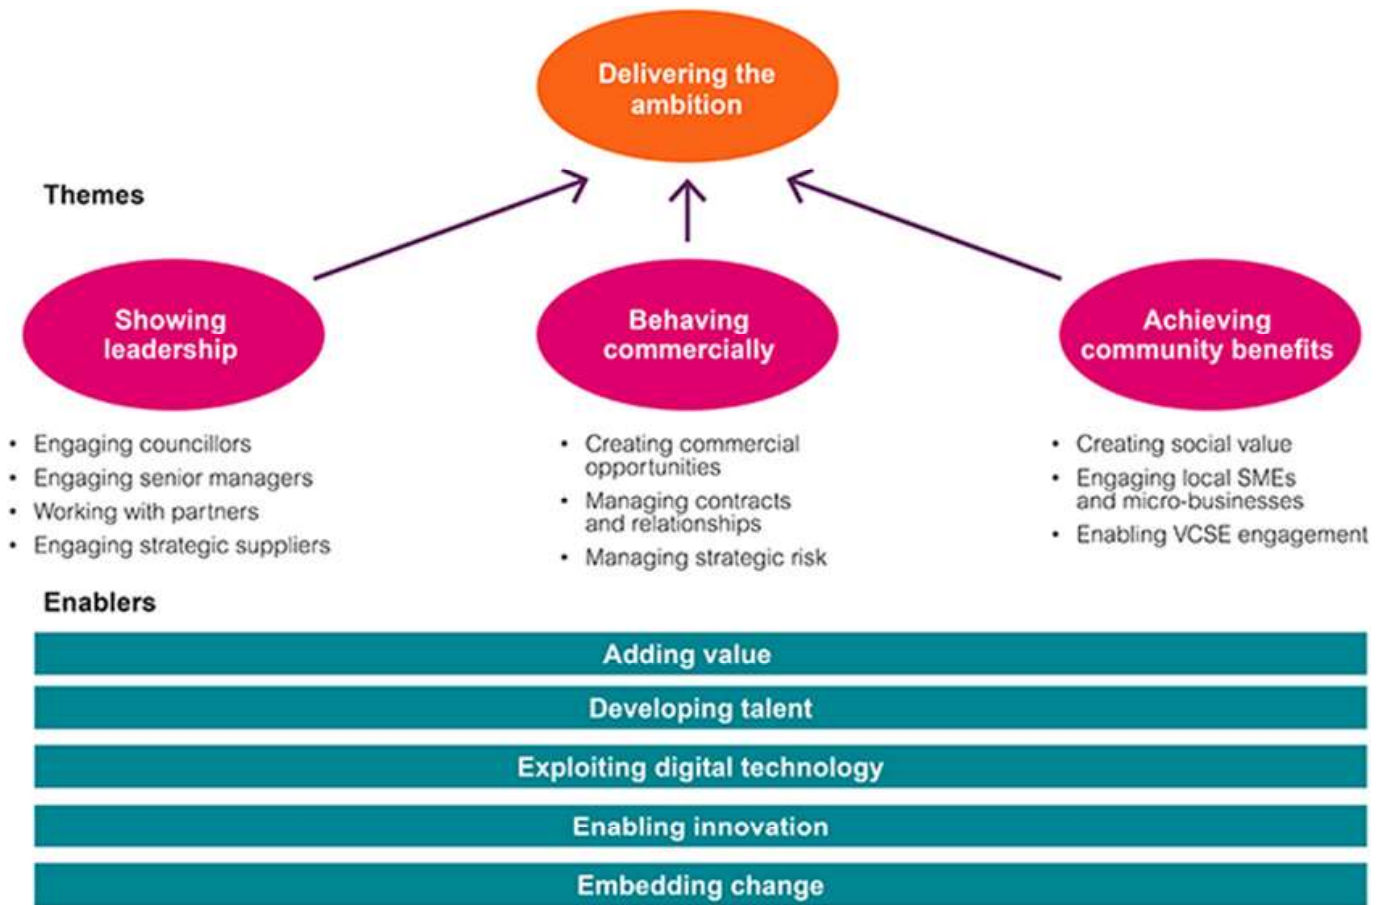 Delivering the
ambition
Themes
Showing
leadership
Behaving
commercially
Achieving
community benefits
• Engaging councillors
• Engaging senior managers
• Working with partners
• Engaging strategic suppliers
• Creating commercial
opportunities
• Managing contracts
and relationships
• Managing strategic risk
• Creating social value
• Engaging local SMEs
and micro-businesses
• Enabling VCSE engagement
Enablers
Adding value
Developing talent
Exploiting digital technology
Enabling innovation
Embedding change